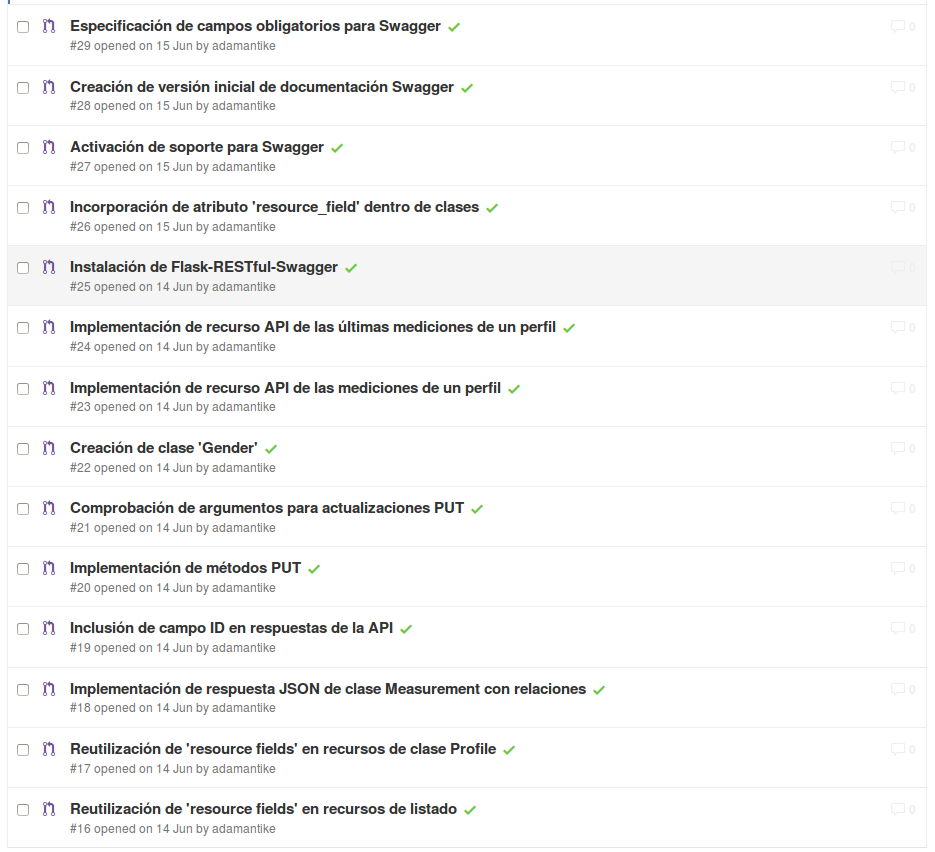 Especificación de campos obligatorios para Swagger
0
#29 opened on 15 Jun by adamantike
Creación de versión inicial de documentación Swagger
0
#28 opened on 15 Jun by adamantike
Activación de soporte para Swagger
0
#27 opened on 15 Jun by adamantike
Incorporación de atributo 'resource_field' dentro de clases
0
#26 opened on 15 Jun by adamantike
Instalación de Flask-RESTful-Swagger
0
#25 opened on 14 Jun by adamantike
Implementación de recurso API de las últimas mediciones de un perfil
0
#24 opened on 14 Jun by adamantike
Implementación de recurso API de las mediciones de un perfil
0
#23 opened on 14 Jun by adamantike
Creación de clase 'Gender'
0
#22 opened on 14 Jun by adamantike
Comprobación de argumentos para actualizaciones PUT
0
#21 opened on 14 Jun by adamantike
Implementación de métodos PUT
0
#20 opened on 14 Jun by adamantike
Inclusión de campo ID en respuestas de la API
0
#19 opened on 14 Jun by adamantike
Implementación de respuesta JSON de clase Measurement con relaciones
0
#18 opened on 14 Jun by adamantike
Reutilización de 'resource fields' en recursos de clase Profile
0
#17 opened on 14 Jun by adamantike
Reutilización de 'resource fields' en recursos de listado
0
#16 opened on 14 Jun by adamantike